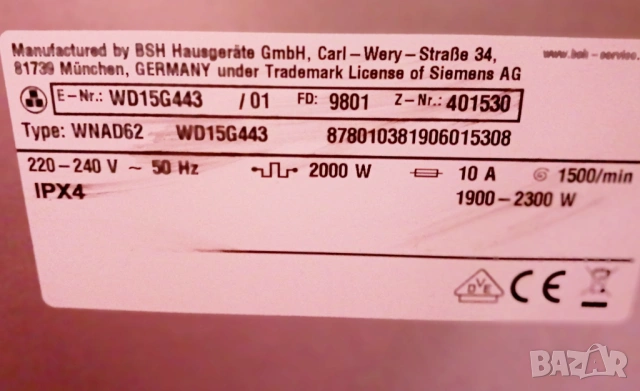 Manufactured by BSH Hausgeräte GmbH, Carl-Wery-Straße 34,
81739 München, GERMANY under Trademark License of Siemens AG
www.bsh-service.
E-Nr.: WD15G443 /01 FD: 9801 Z-Nr.: 401530
Type: WNAD62 WD15G443 878010381906015308
220-240 V ~ 50 Hz 2000 W 10 A 1500/min
IPX4 1900-2300 W
DVE CE
BAZAR